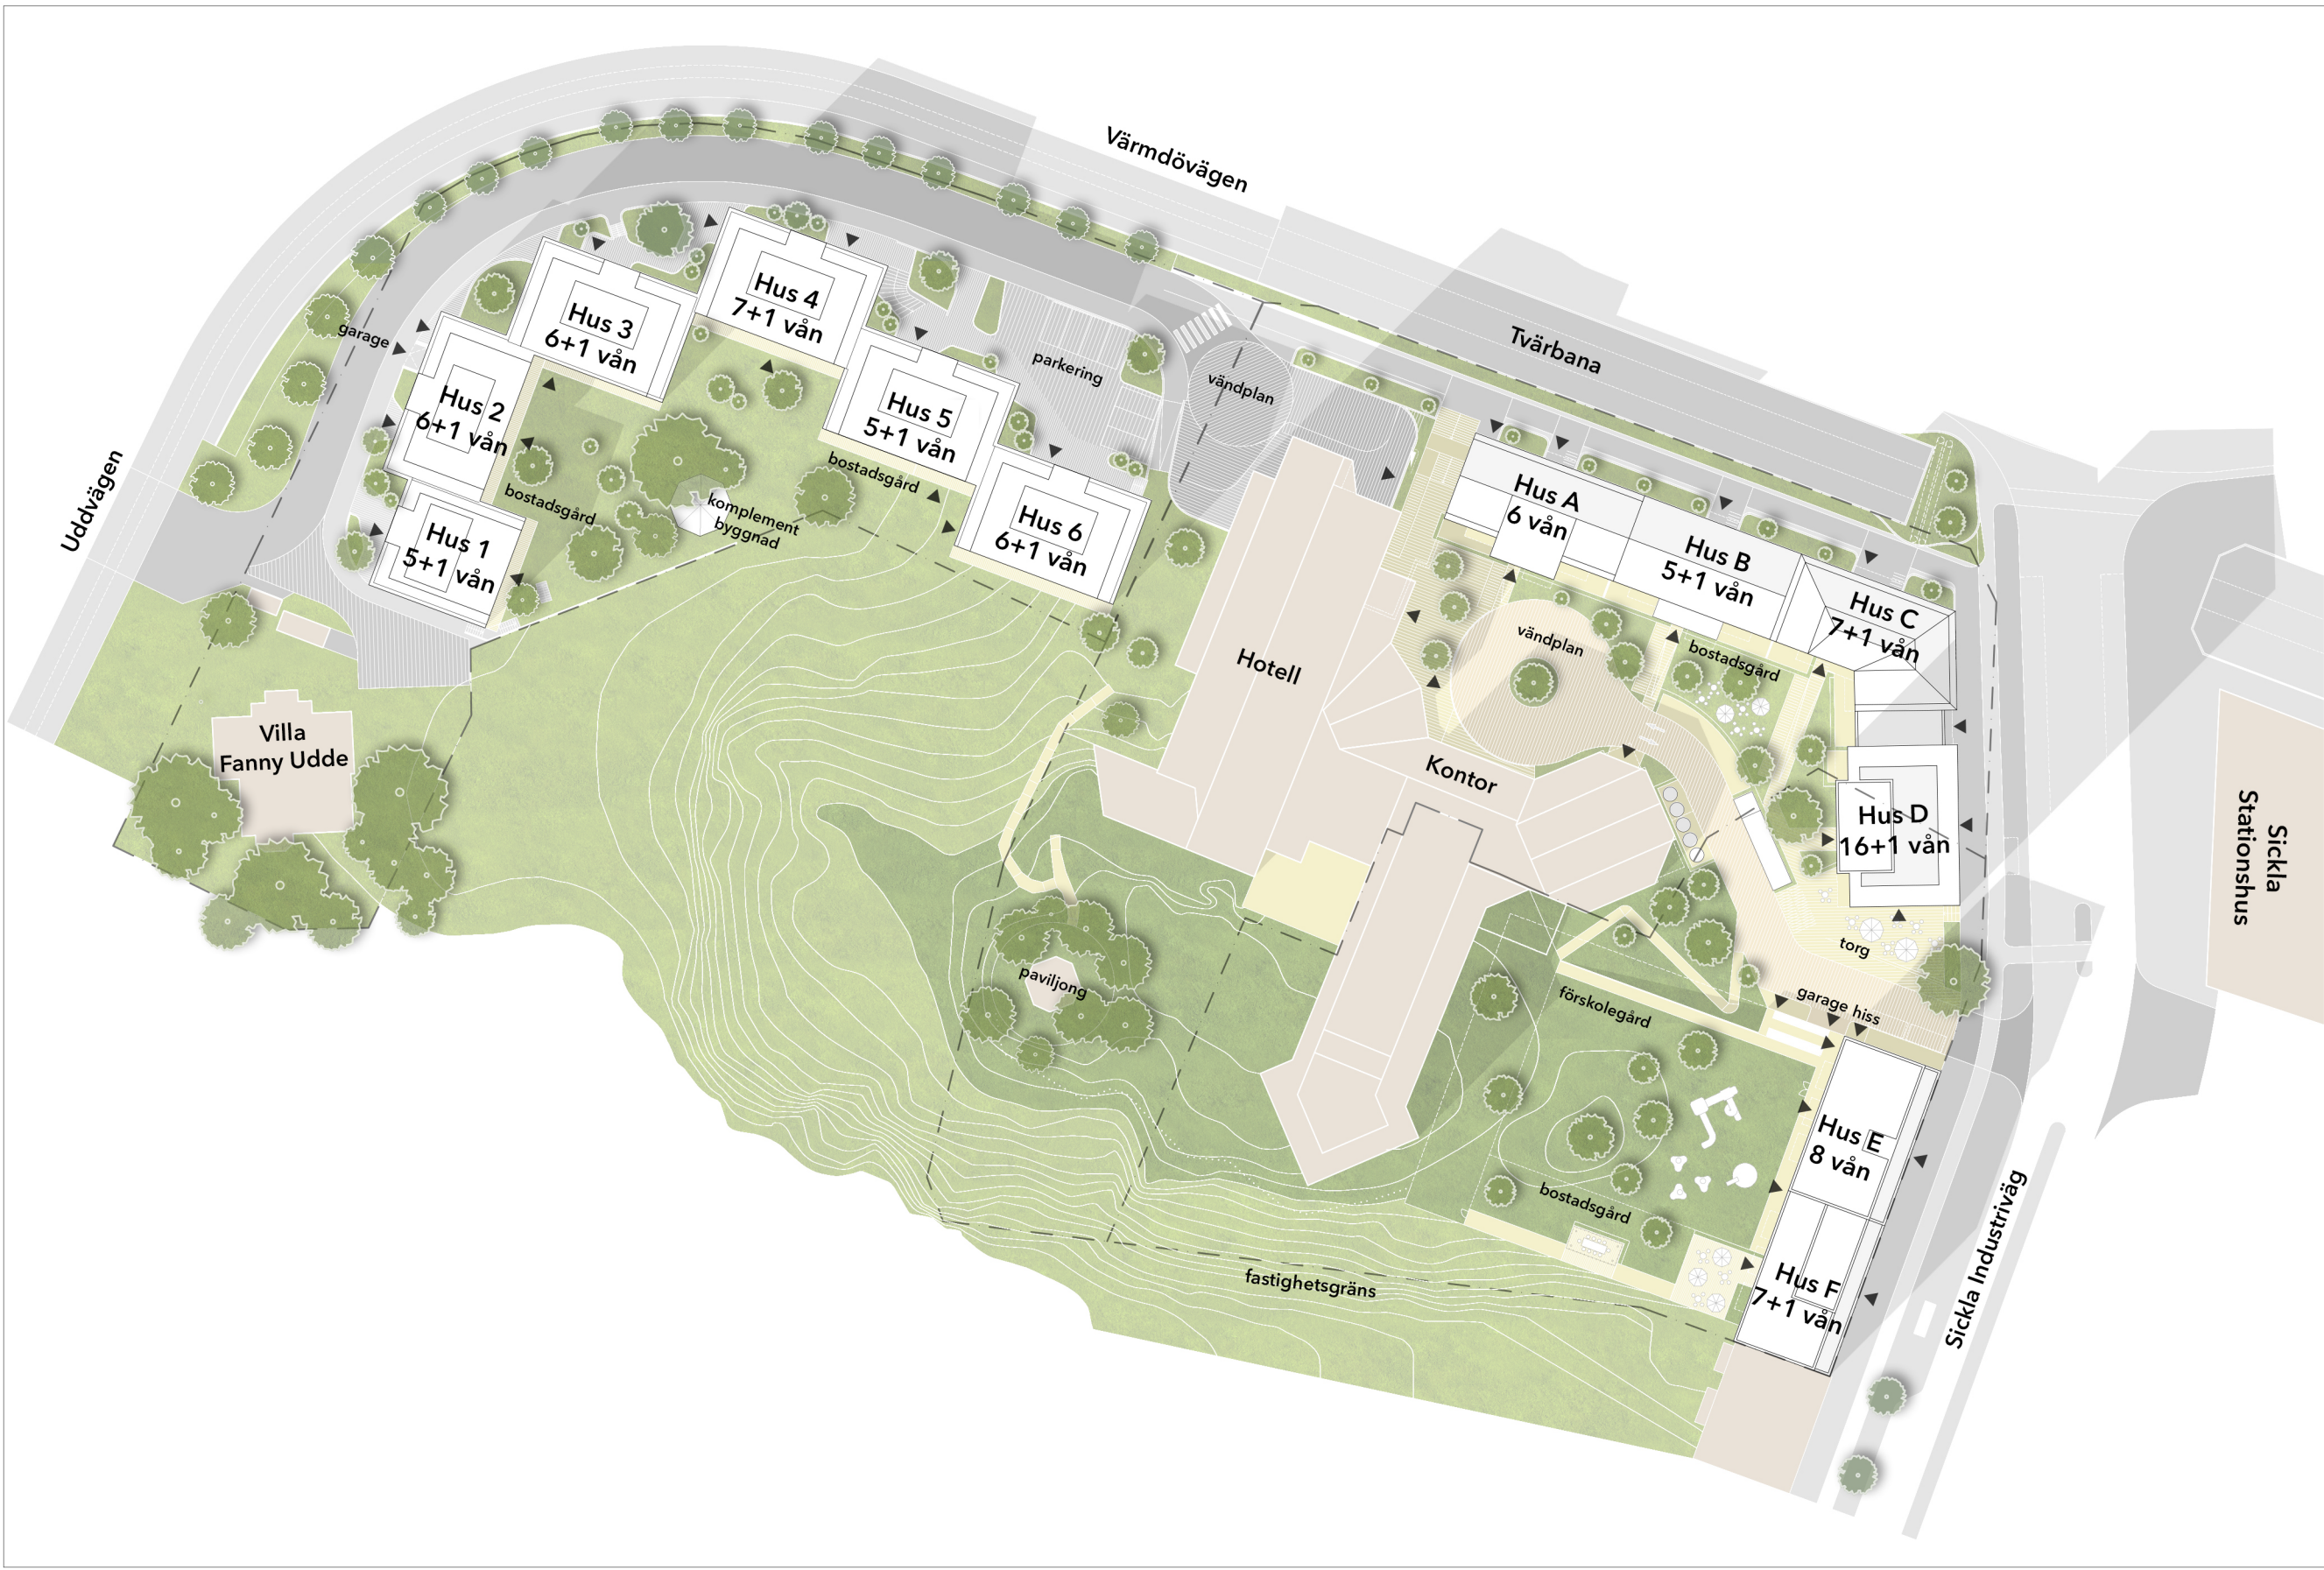 Värmdövägen
Tvärbana
Uddvägen
garage
Hus 4
7+1 vån
Hus 3
6+1 vån
Hus 2
6+1 vån
Hus 1
5+1 vån
Hus 5
5+1 vån
Hus 6
6+1 vån
parkering
vändplan
bostadsgård
bostadsgård
komplement
byggnad
Villa
Fanny Udde
Hotell
Kontor
Hus A
6 vån
Hus B
5+1 vån
Hus C
7+1 vån
vändplan
bostadsgård
Hus D
16+1 vån
torg
garage hiss
förskolegård
paviljong
Hus E
8 vån
Hus F
7+1 vån
bostadsgård
fastighetsgräns
Sickla Industriväg
Sickla
Stationshus